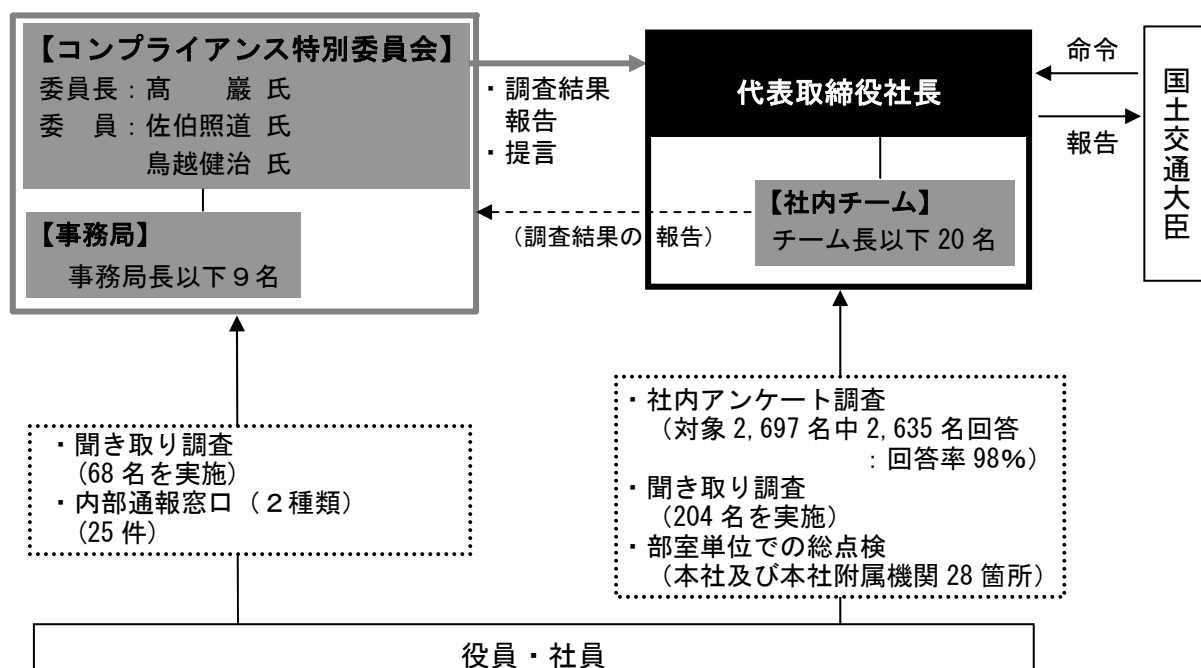 【コンプライアンス特別委員会】
委員長：髙　　巖 氏
委　員：佐伯照道 氏
鳥越健治 氏
【事務局】
事務局長以下９名
・調査結果
報告
・提言
（調査結果の 報告）
代表取締役社長
【社内チーム】
チーム長以下 20 名
命令
報告
国土交通大臣
・聞き取り調査
(68 名を実施)
・内部通報窓口（２種類）
(25 件)
・社内アンケート調査
（対象 2,697 名中 2,635 名回答
：回答率 98%）
・聞き取り調査
（204 名を実施）
・部室単位での総点検
（本社及び本社附属機関 28 箇所）
役員・社員